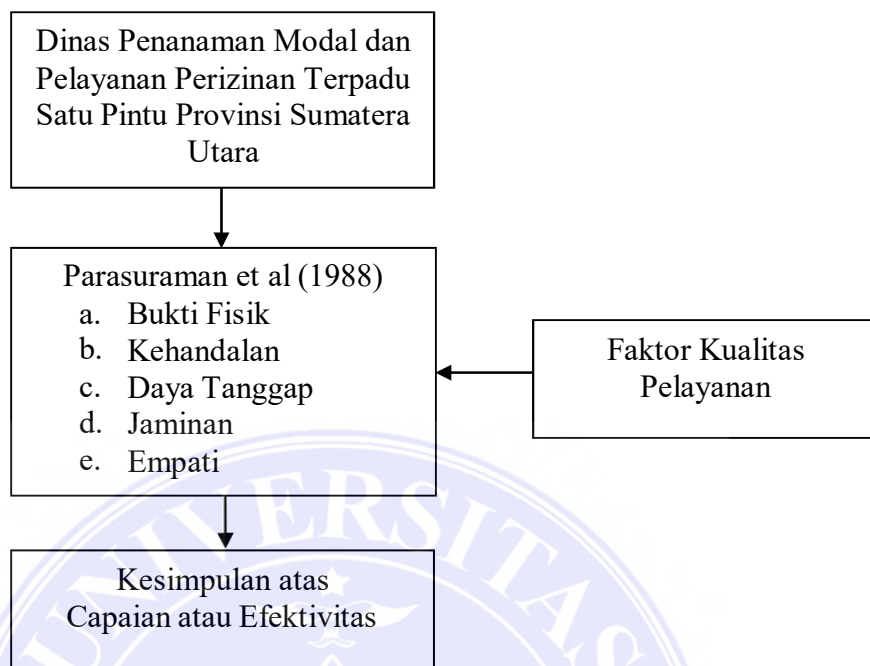 Dinas Penanaman Modal dan
Pelayanan Perizinan Terpadu
Satu Pintu Provinsi Sumatera
Utara
Parasuraman et al (1988)
a. Bukti Fisik
b. Kehandalan
c. Daya Tanggap
d. Jaminan
e. Empati
Faktor Kualitas
Pelayanan
Kesimpulan atas
Capaian atau Efektivitas
UNIVERSITAS